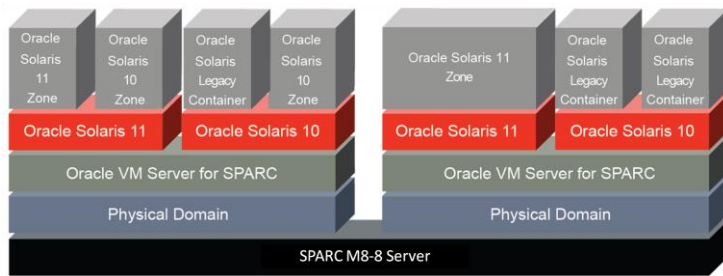 Oracle
Solaris
11
Zone
Oracle
Solaris
10
Zone
Oracle
Solaris
Legacy
Container
Oracle
Solaris
10
Zone
Oracle Solaris 11
Zone
Oracle
Solaris
Legacy
Container
Oracle
Solaris
Legacy
Container
Oracle Solaris 11
Oracle Solaris 10
Oracle Solaris 11
Oracle Solaris 10
Oracle VM Server for SPARC
Oracle VM Server for SPARC
Physical Domain
Physical Domain
SPARC M8-8 Server